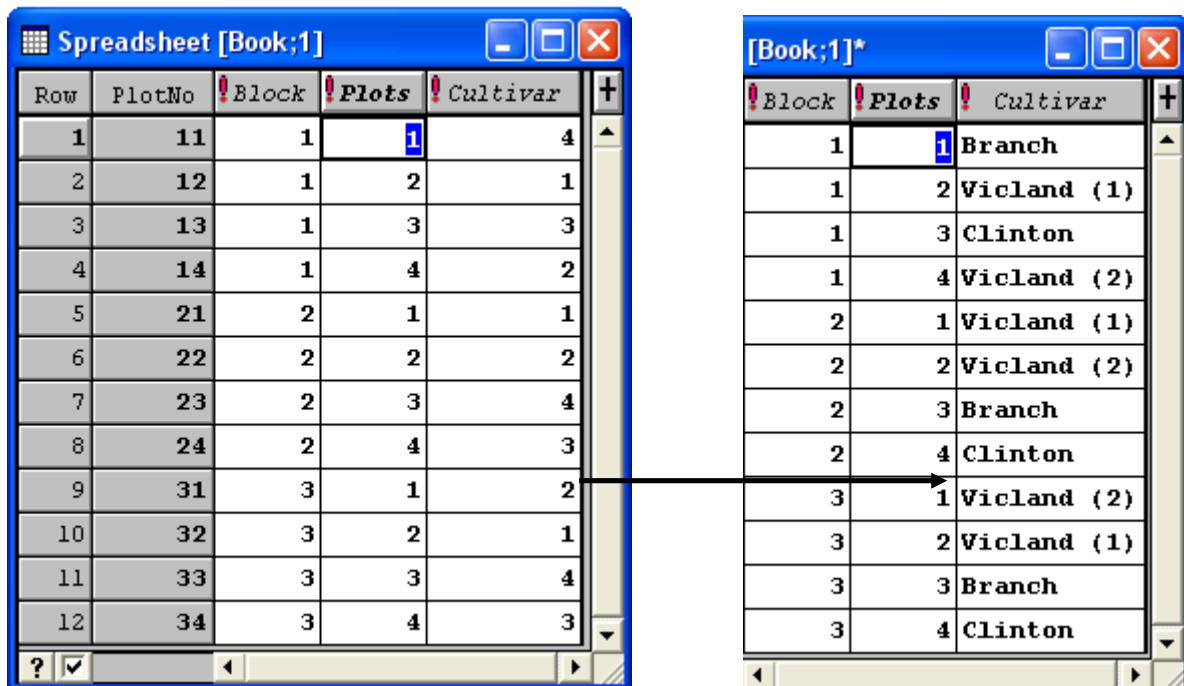 Spreadsheet [Book;1]
Row PlotNo !Block !Plots !Cultivar +
1 11 1 1 4
2 12 1 2 1
3 13 1 3 3
4 14 1 4 2
5 21 2 1 1
6 22 2 2 2
7 23 2 3 4
8 24 2 4 3
9 31 3 1 2
10 32 3 2 1
11 33 3 3 4
12 34 3 4 3
?
[Book;1]*
!Block !Plots ! Cultivar +
1 1 Branch
1 2 Vicland (1)
1 3 Clinton
1 4 Vicland (2)
2 1 Vicland (1)
2 2 Vicland (2)
2 3 Branch
2 4 Clinton
3 1 Vicland (2)
3 2 Vicland (1)
3 3 Branch
3 4 Clinton